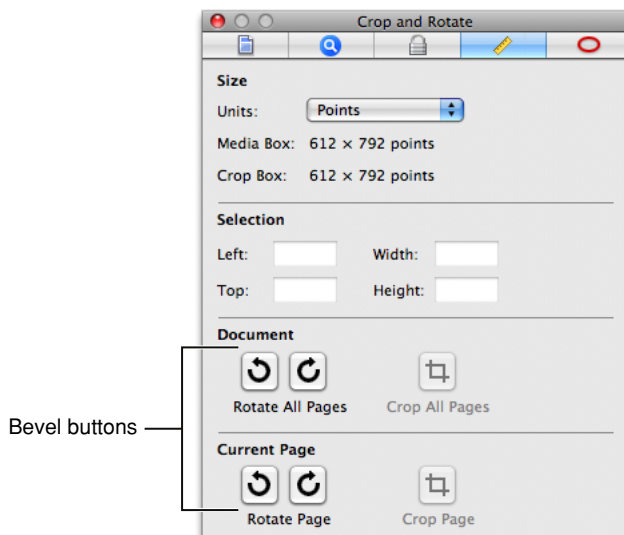 Crop and Rotate
Size
Units: Points
Media Box: 612 × 792 points
Crop Box: 612 × 792 points
Selection
Left: Width:
Top: Height:
Document
Rotate All Pages Crop All Pages
Bevel buttons
Current Page
Rotate Page Crop Page